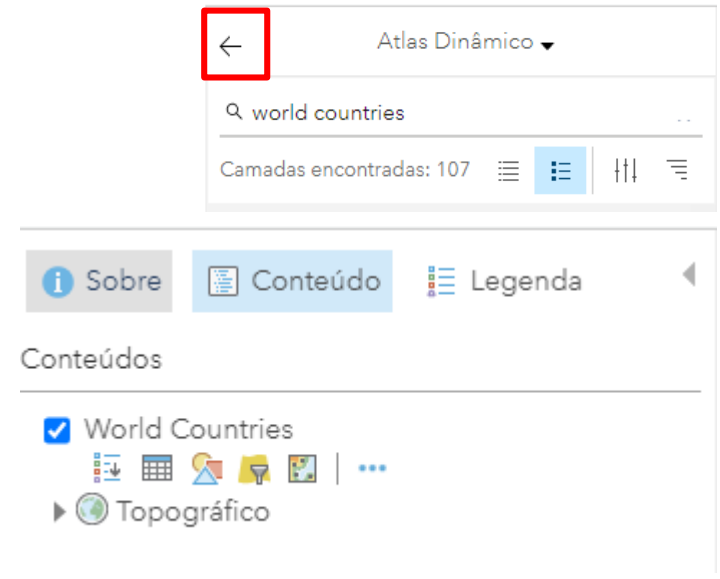 Atlas Dinâmico
world countries
Camadas encontradas: 107
Sobre Conteúdo Legenda
Conteúdos
World Countries
Topográfico